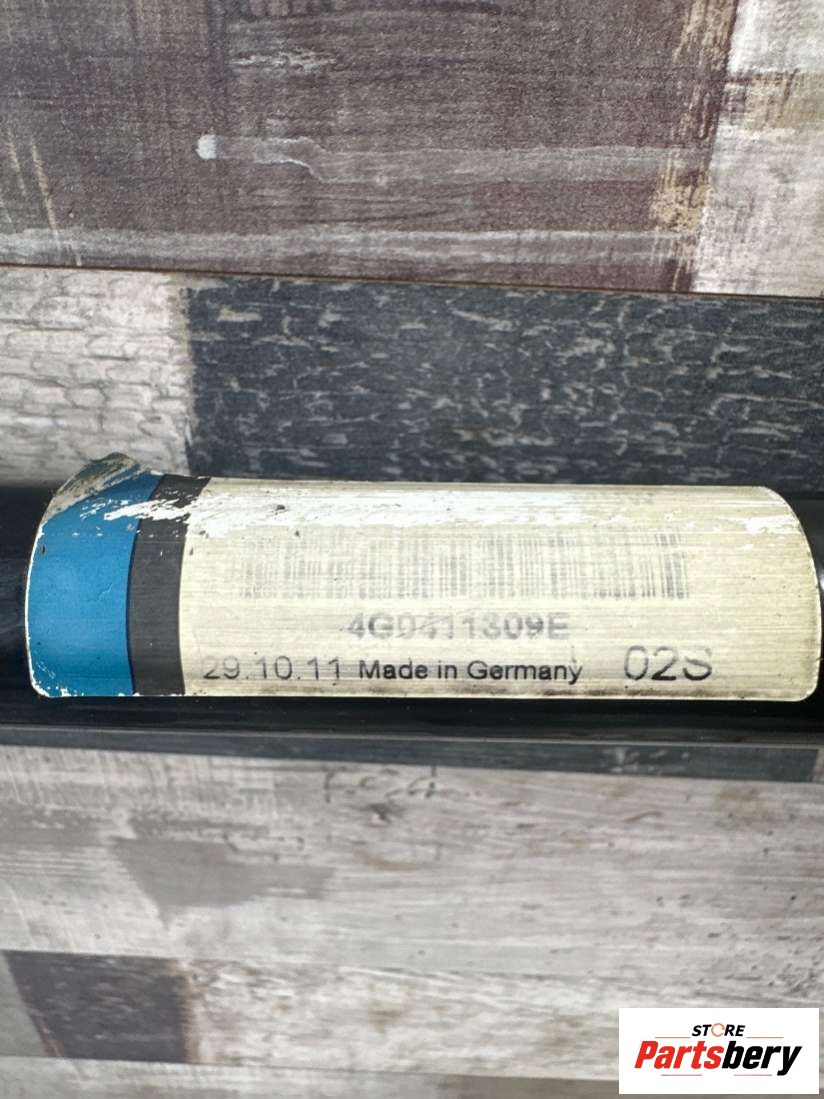 4G0411309E
29.10.11 Made in Germany 02S
STORE
Partsbery